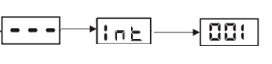 --- Int 001